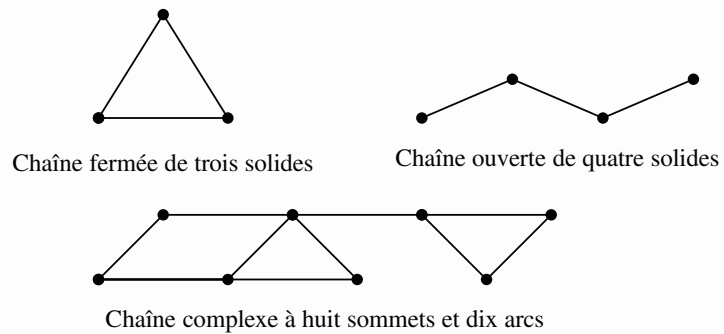 Chaîne fermée de trois solides
Chaîne ouverte de quatre solides
Chaîne complexe à huit sommets et dix arcs